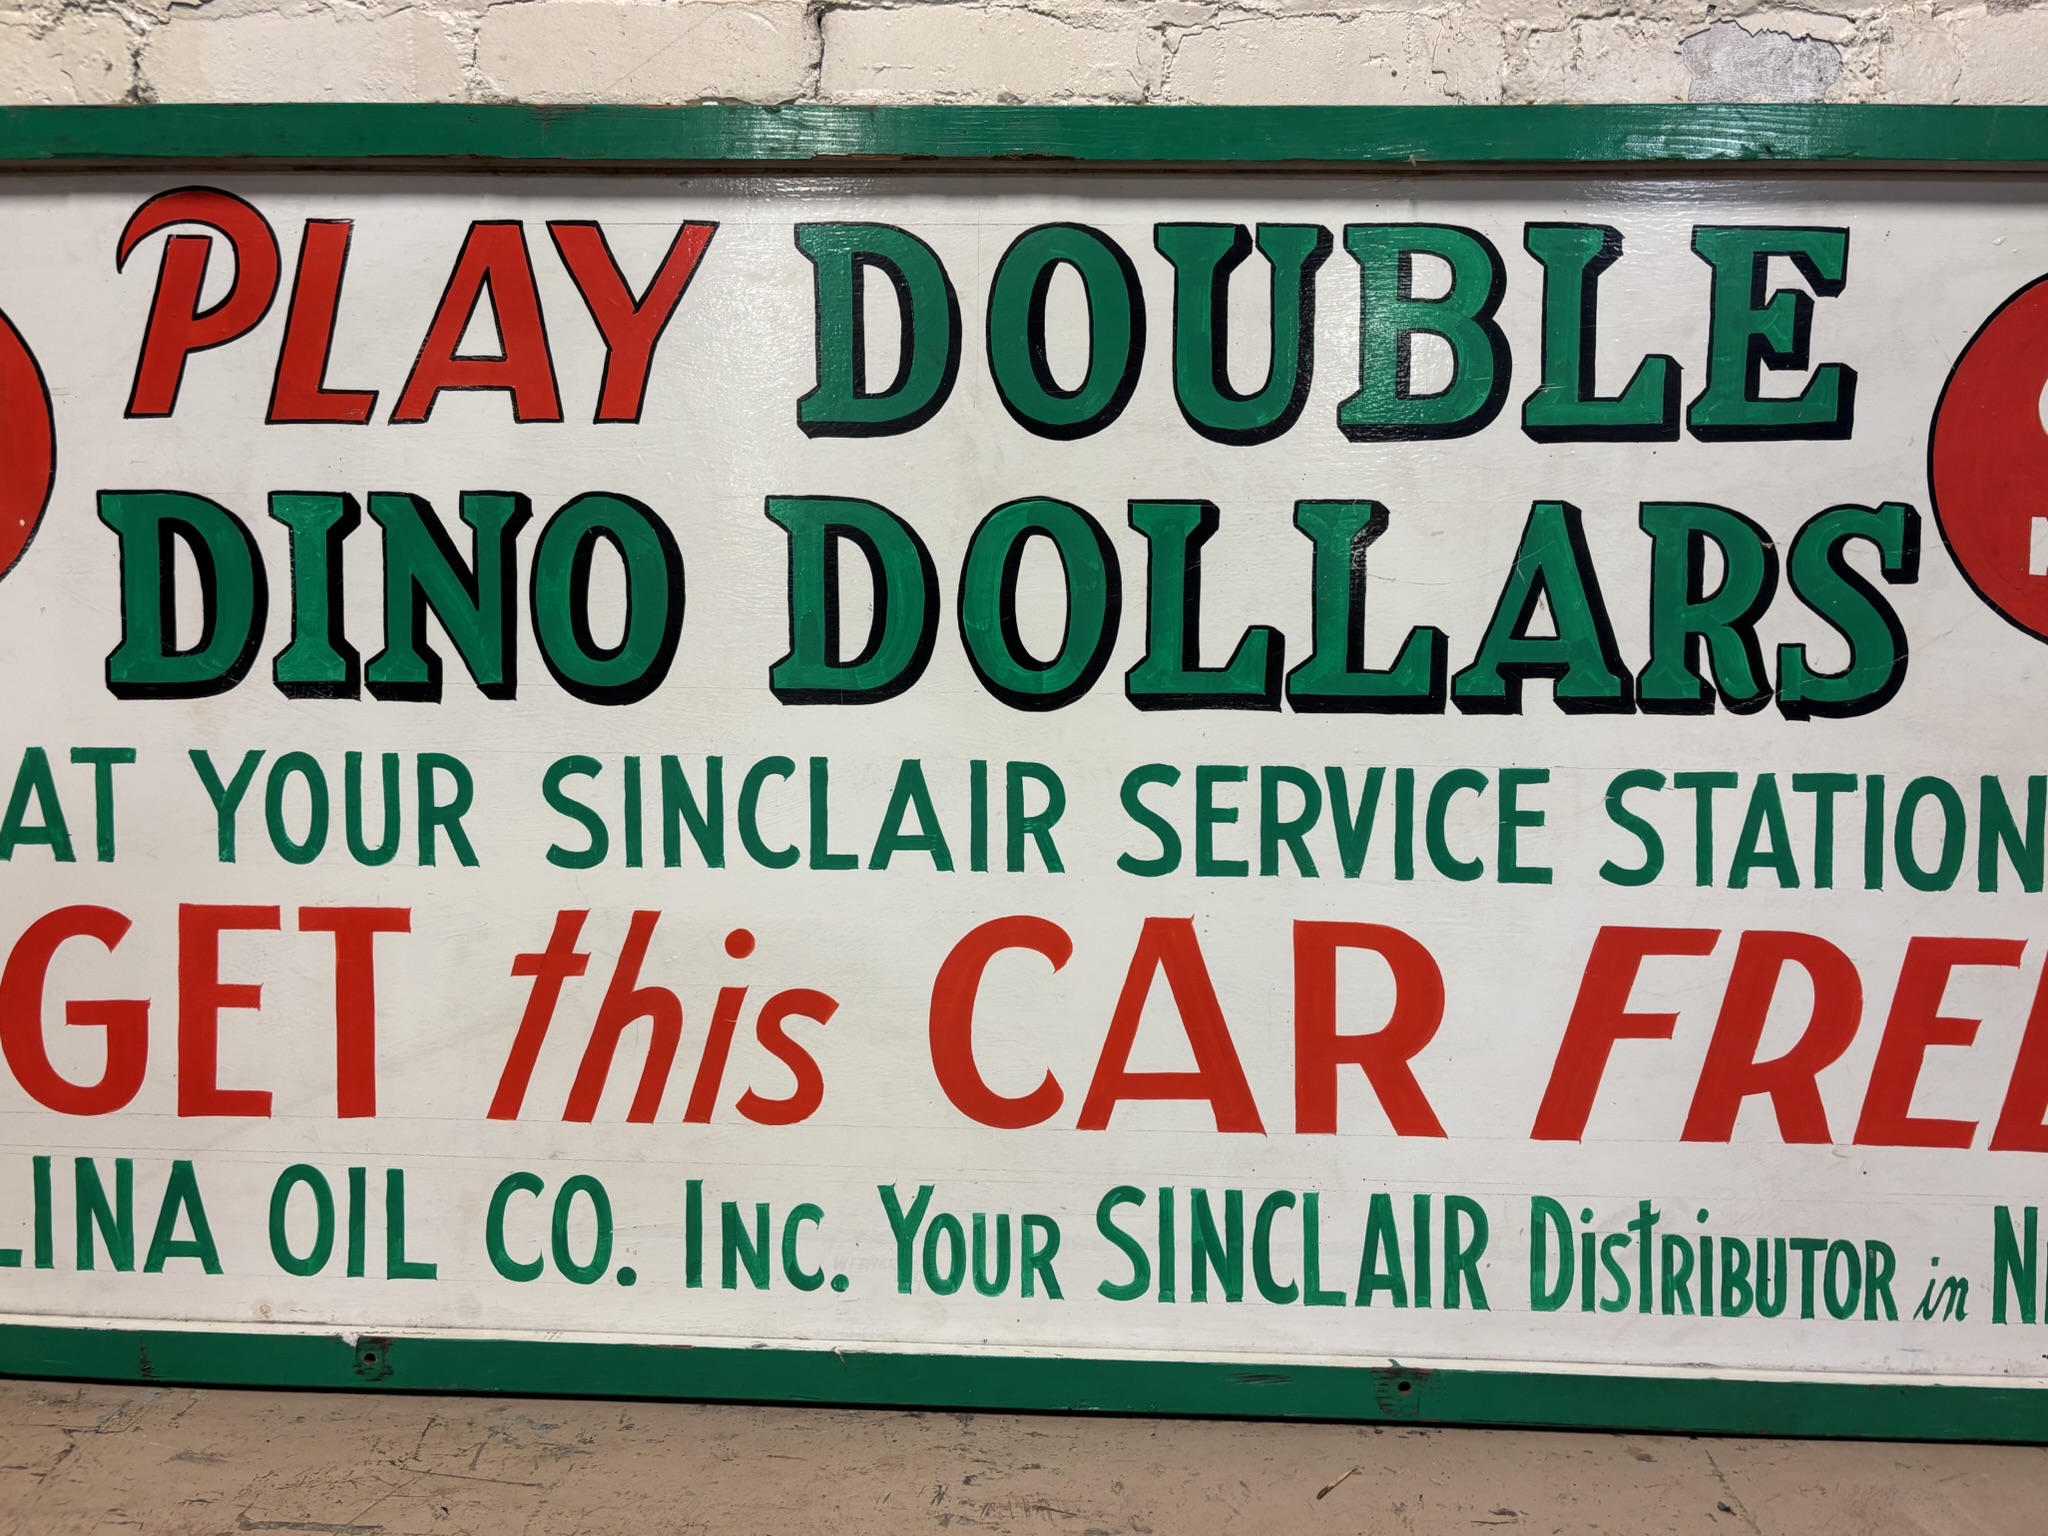 PLAY DOUBLE
DINO DOLLARS
AT YOUR SINCLAIR SERVICE STATION
GET this CAR FREE
LINA OIL CO. INC. YOUR SINCLAIR DISTRIBUTOR in